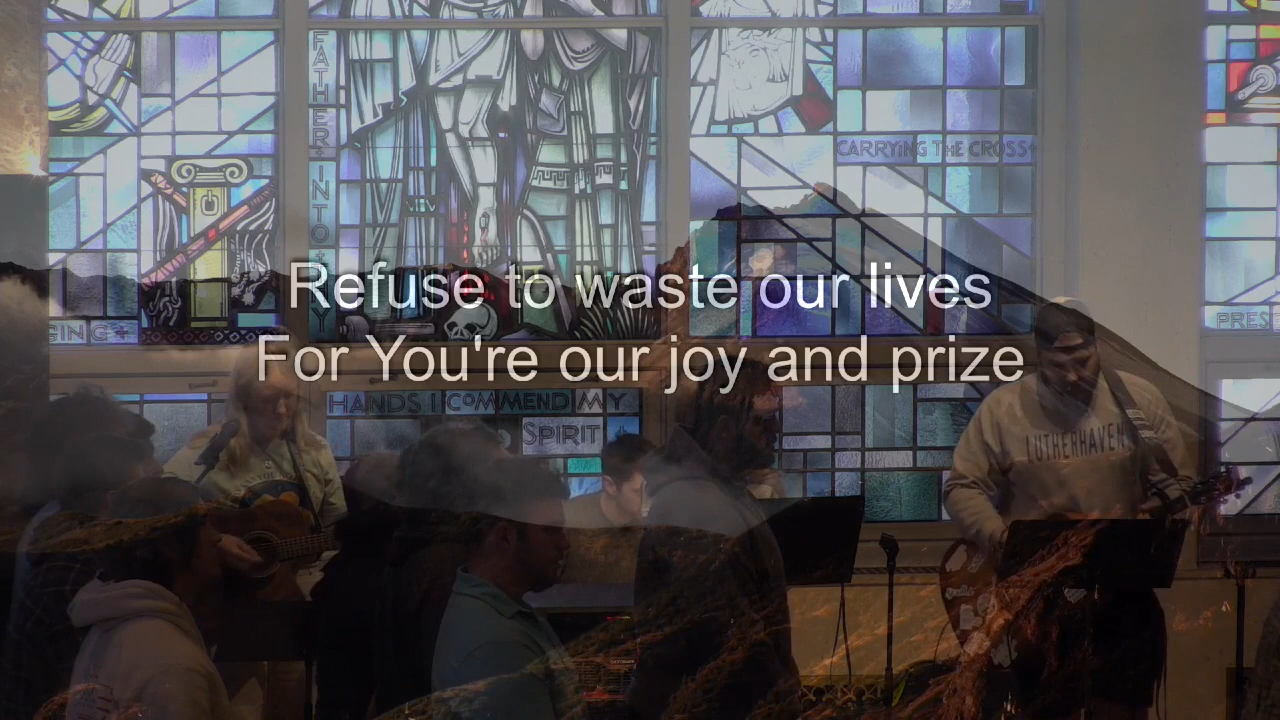 FATHER INTO
CARRYING THE CROSS
GING
PRESE
Refuse to waste our lives
For You're our joy and prize
HANDS I COMMEND MY
SPIRIT
LUTHERHAVEN